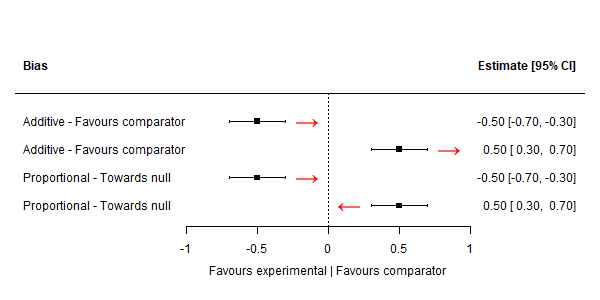 Bias Estimate [95% CI]
Additive - Favours comparator -0.50 [-0.70, -0.30]
Additive - Favours comparator 0.50 [ 0.30, 0.70]
Proportional - Towards null -0.50 [-0.70, -0.30]
Proportional - Towards null 0.50 [ 0.30, 0.70]
-1 -0.5 0 0.5 1
Favours experimental | Favours comparator